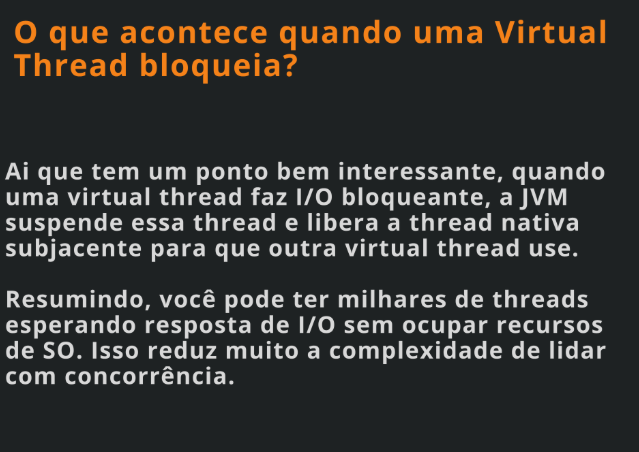 O que acontece quando uma Virtual
Thread bloqueia?
Ai que tem um ponto bem interessante, quando
uma virtual thread faz I/O bloqueante, a JVM
suspende essa thread e libera a thread nativa
subjacente para que outra virtual thread use.
Resumindo, você pode ter milhares de threads
esperando resposta de I/O sem ocupar recursos
de SO. Isso reduz muito a complexidade de lidar
com concorrência.